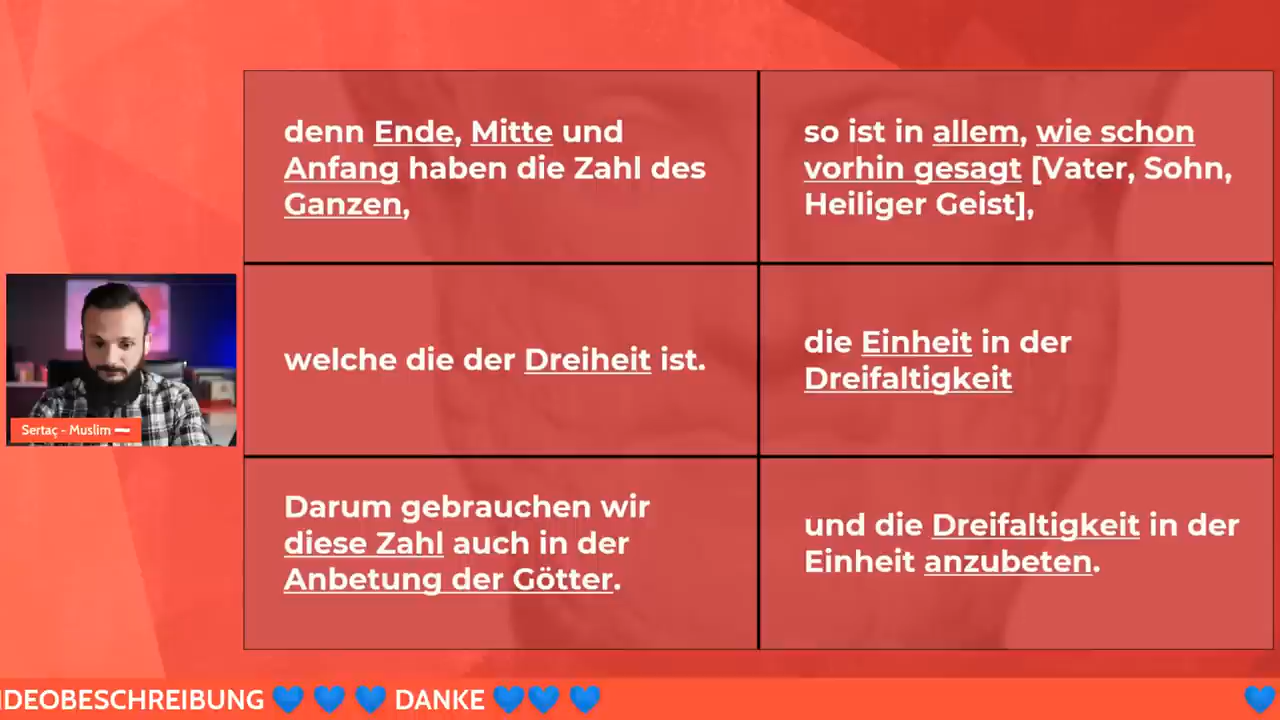 denn Ende, Mitte und
Anfang haben die Zahl des
Ganzen,
so ist in allem, wie schon
vorhin gesagt [Vater, Sohn,
Heiliger Geist],
welche die der Dreiheit ist.
die Einheit in der
Dreifaltigkeit
Darum gebrauchen wir
diese Zahl auch in der
Anbetung der Götter.
und die Dreifaltigkeit in der
Einheit anzubeten.
Sertaç - Muslim
IDEOBESCHREIBUNG 💙 💙 💙 DANKE 💙💙 💙 💙